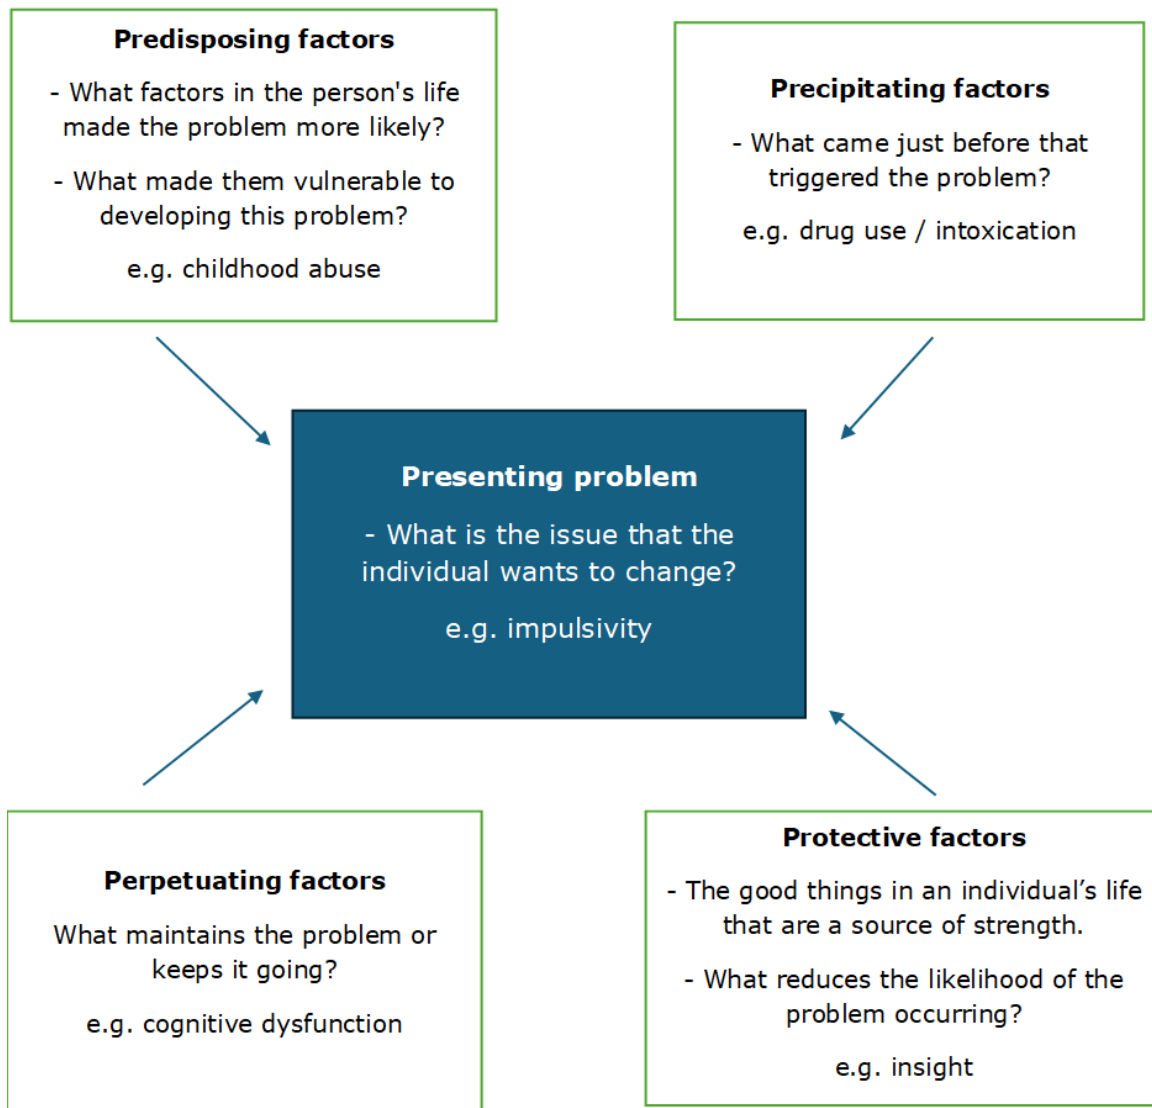 Predisposing factors
- What factors in the person's life
made the problem more likely?
- What made them vulnerable to
developing this problem?
e.g. childhood abuse
Precipitating factors
- What came just before that
triggered the problem?
e.g. drug use / intoxication
Presenting problem
- What is the issue that the
individual wants to change?
e.g. impulsivity
Perpetuating factors
What maintains the problem or
keeps it going?
e.g. cognitive dysfunction
Protective factors
- The good things in an individual’s life
that are a source of strength.
- What reduces the likelihood of the
problem occurring?
e.g. insight